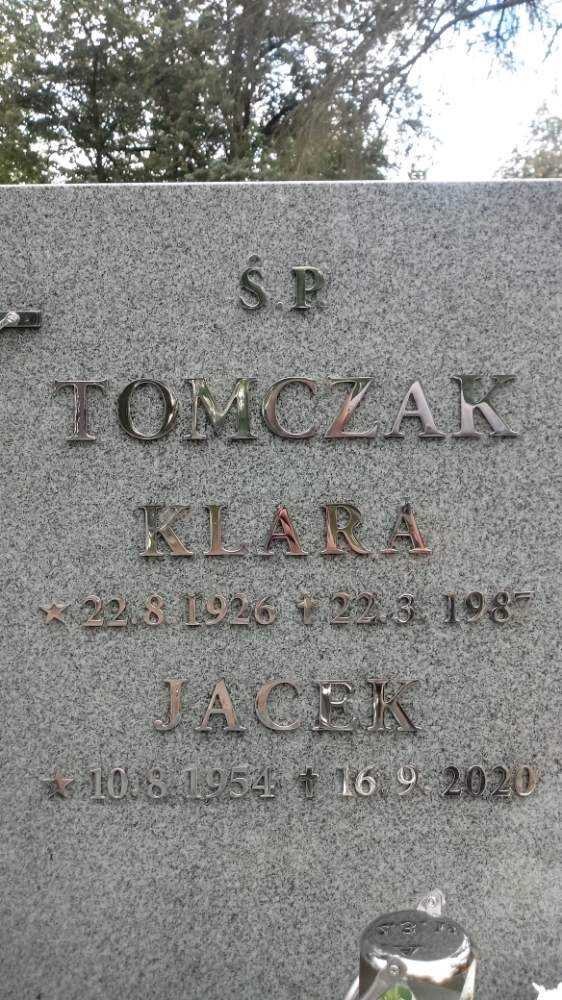 Ś.P
TOMCZAK
KLARA
★ 22.8.1926 ✝ 22.3.1987
JACEK
★ 10.8.1954 ✝ 16.9.2020